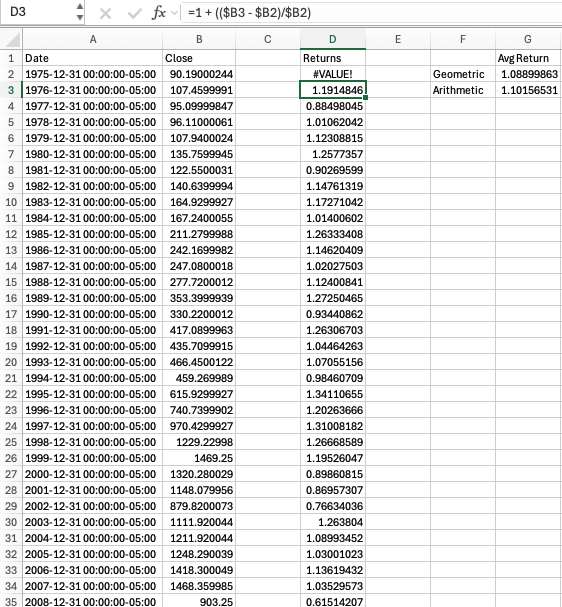 D3 fx =1 + (($B3 - $B2)/$B2)
A B C D E F G
1 Date Close Returns Avg Return
2 1975-12-31 00:00:00-05:00 90.19000244 #VALUE! Geometric 1.08899863
3 1976-12-31 00:00:00-05:00 107.4599991 1.1914846 Arithmetic 1.10156531
4 1977-12-31 00:00:00-05:00 95.09999847 0.88498045
5 1978-12-31 00:00:00-05:00 96.11000061 1.01062042
6 1979-12-31 00:00:00-05:00 107.9400024 1.12308815
7 1980-12-31 00:00:00-05:00 135.7599945 1.2577357
8 1981-12-31 00:00:00-05:00 122.5500031 0.90269599
9 1982-12-31 00:00:00-05:00 140.6399994 1.14761319
10 1983-12-31 00:00:00-05:00 164.9299927 1.17271042
11 1984-12-31 00:00:00-05:00 167.2400055 1.01400602
12 1985-12-31 00:00:00-05:00 211.2799988 1.26333408
13 1986-12-31 00:00:00-05:00 242.1699982 1.14620409
14 1987-12-31 00:00:00-05:00 247.0800018 1.02027503
15 1988-12-31 00:00:00-05:00 277.7200012 1.12400841
16 1989-12-31 00:00:00-05:00 353.3999939 1.27250465
17 1990-12-31 00:00:00-05:00 330.2200012 0.93440862
18 1991-12-31 00:00:00-05:00 417.0899963 1.26306703
19 1992-12-31 00:00:00-05:00 435.7099915 1.04464263
20 1993-12-31 00:00:00-05:00 466.4500122 1.07055156
21 1994-12-31 00:00:00-05:00 459.269989 0.98460709
22 1995-12-31 00:00:00-05:00 615.9299927 1.34110655
23 1996-12-31 00:00:00-05:00 740.7399902 1.20263666
24 1997-12-31 00:00:00-05:00 970.4299927 1.31008182
25 1998-12-31 00:00:00-05:00 1229.22998 1.26668589
26 1999-12-31 00:00:00-05:00 1469.25 1.19526047
27 2000-12-31 00:00:00-05:00 1320.280029 0.89860815
28 2001-12-31 00:00:00-05:00 1148.079956 0.86957307
29 2002-12-31 00:00:00-05:00 879.8200073 0.76634036
30 2003-12-31 00:00:00-05:00 1111.920044 1.263804
31 2004-12-31 00:00:00-05:00 1211.920044 1.08993452
32 2005-12-31 00:00:00-05:00 1248.290039 1.03001023
33 2006-12-31 00:00:00-05:00 1418.300049 1.13619432
34 2007-12-31 00:00:00-05:00 1468.359985 1.03529573
35 2008-12-31 00:00:00-05:00 903.25 0.61514207